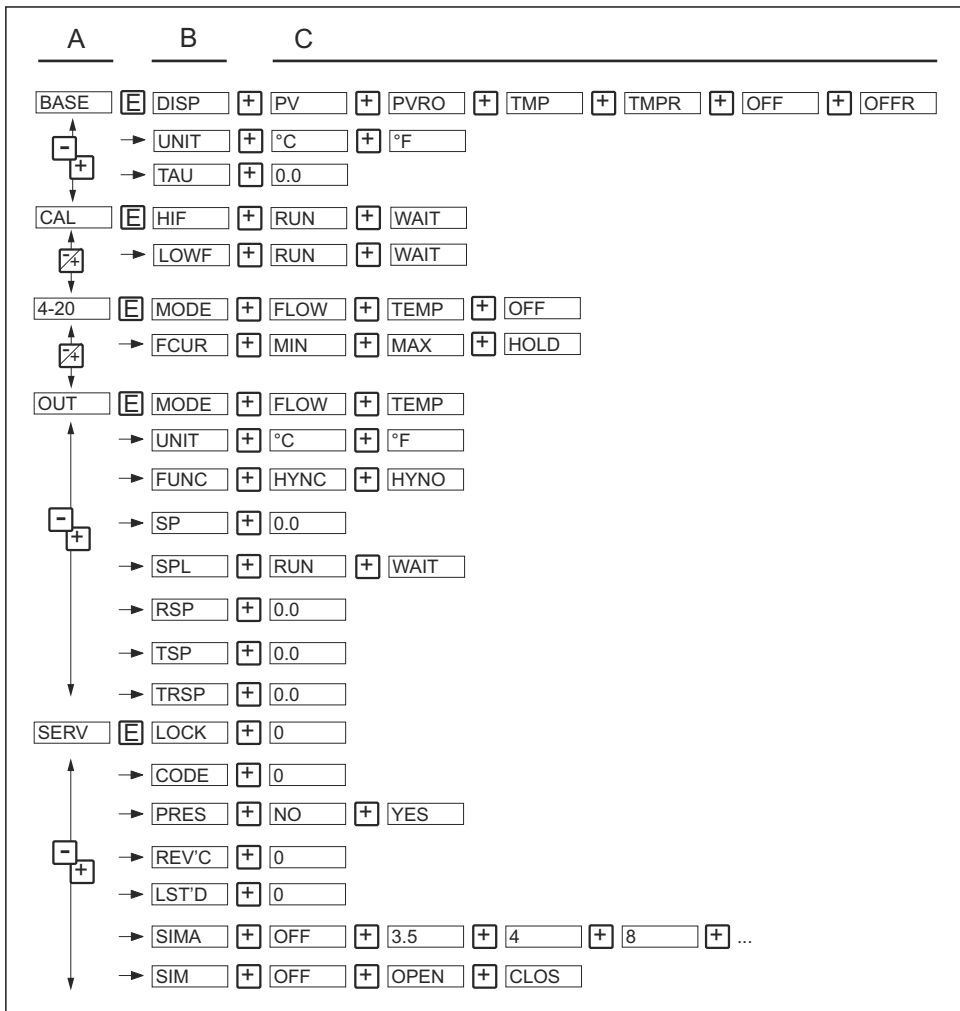 A B C
BASE E DISP + PV + PVRO + TMP + TMPR + OFF + OFFR
- + UNIT + °C + °F
TAU + 0.0
CAL E HIF + RUN + WAIT
-/+ LOWF + RUN + WAIT
4-20 E MODE + FLOW + TEMP + OFF
-/+ FCUR + MIN + MAX + HOLD
OUT E MODE + FLOW + TEMP
UNIT + °C + °F
FUNC + HYNC + HYNO
- + SP + 0.0
SPL + RUN + WAIT
RSP + 0.0
TSP + 0.0
TRSP + 0.0
SERV E LOCK + 0
CODE + 0
PRES + NO + YES
- + REV'C + 0
LST'D + 0
SIMA + OFF + 3.5 + 4 + 8 + ...
SIM + OFF + OPEN + CLOS